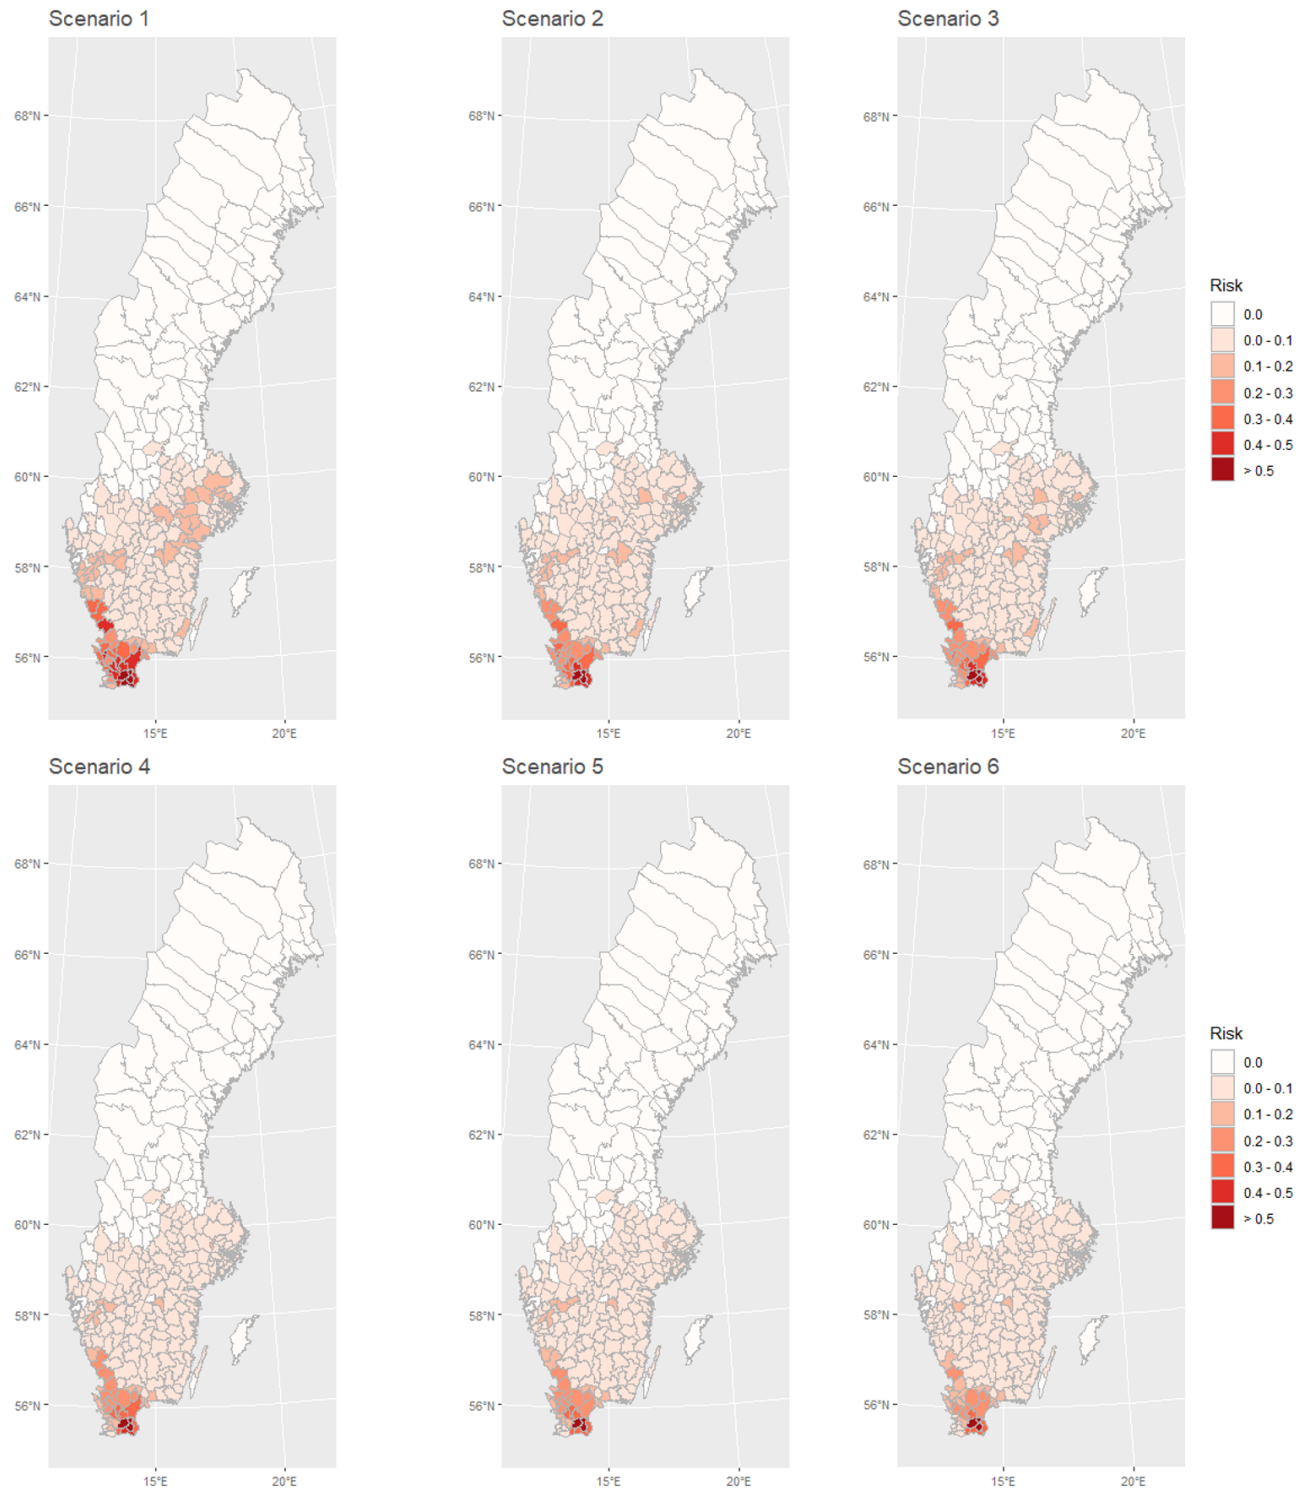 Scenario 1
Scenario 2
Scenario 3
68°N
66°N
64°N
62°N
60°N
58°N
56°N
15°E
20°E
68°N
66°N
64°N
62°N
60°N
58°N
56°N
15°E
20°E
68°N
66°N
64°N
62°N
60°N
58°N
56°N
15°E
20°E
Risk
0.0
0.0 - 0.1
0.1 - 0.2
0.2 - 0.3
0.3 - 0.4
0.4 - 0.5
> 0.5
Scenario 4
Scenario 5
Scenario 6
68°N
66°N
64°N
62°N
60°N
58°N
56°N
15°E
20°E
68°N
66°N
64°N
62°N
60°N
58°N
56°N
15°E
20°E
68°N
66°N
64°N
62°N
60°N
58°N
56°N
15°E
20°E
Risk
0.0
0.0 - 0.1
0.1 - 0.2
0.2 - 0.3
0.3 - 0.4
0.4 - 0.5
> 0.5